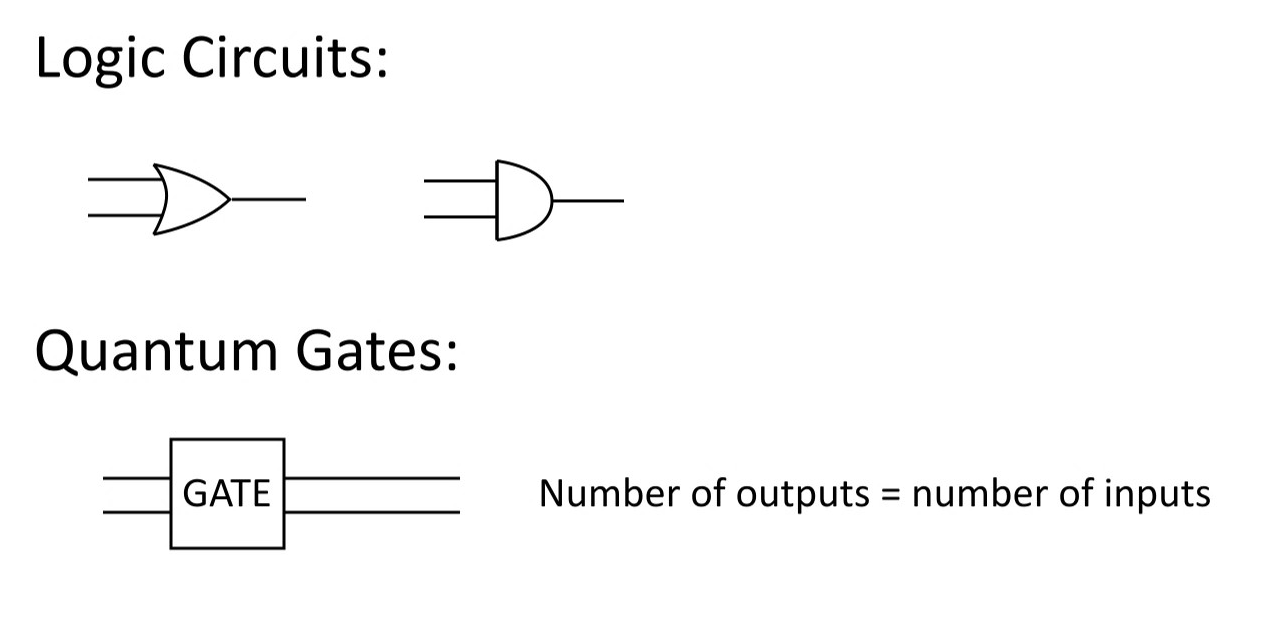 Logic Circuits:
Quantum Gates:
GATE
Number of outputs = number of inputs